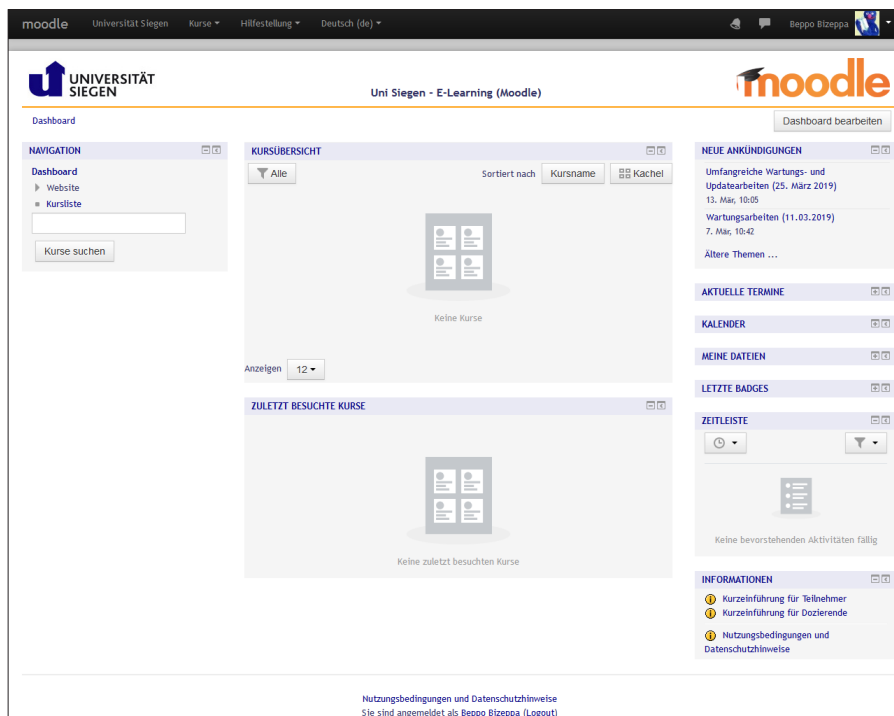 moodle Universität Siegen Kurse Hilfestellung Deutsch (de) Beppo Bizeppa
UNIVERSITÄT
SIEGEN
Uni Siegen - E-Learning (Moodle)
moodle
Dashboard
Dashboard bearbeiten
NAVIGATION
Dashboard
Website
Kursliste
Kurse suchen
KURSÜBERSICHT
Alle Sortiert nach Kursname Kachel
Keine Kurse
Anzeigen 12
ZULETZT BESUCHTE KURSE
Keine zuletzt besuchten Kurse
NEUE ANKÜNDIGUNGEN
Umfangreiche Wartungs- und
Updatearbeiten (25. März 2019)
13. Mär, 10:05
Wartungsarbeiten (11.03.2019)
7. Mär, 10:42
Ältere Themen ...
AKTUELLE TERMINE
KALENDER
MEINE DATEIEN
LETZTE BADGES
ZEITLEISTE
Keine bevorstehenden Aktivitäten fällig
INFORMATIONEN
Kurzeinführung für Teilnehmer
Kurzeinführung für Dozierende
Nutzungsbedingungen und
Datenschutzhinweise
Nutzungsbedingungen und Datenschutzhinweise
Sie sind angemeldet als Beppo Bizeppa (Logout)